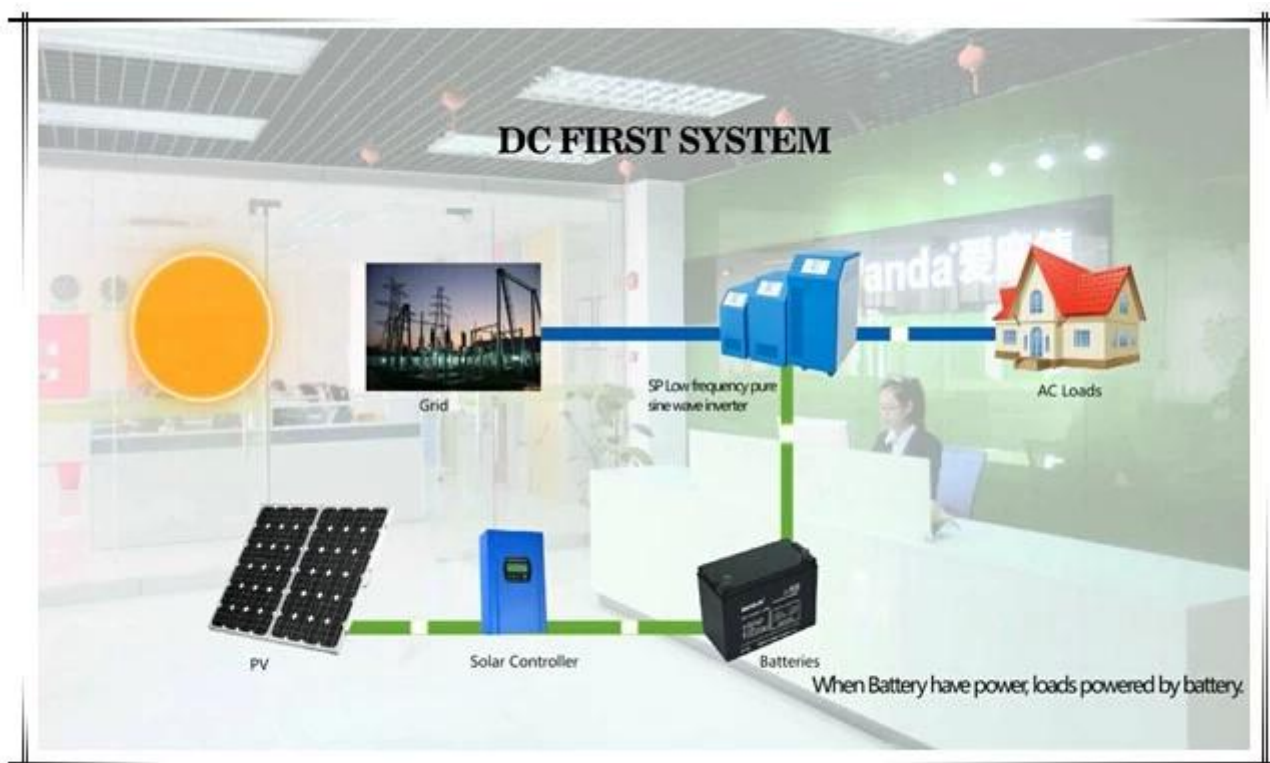 DC FIRST SYSTEM
Grid
SP Low frequency pure
sine wave inverter
AC Loads
PV
Solar Controller
Batteries
When Battery have power, loads powered by battery.